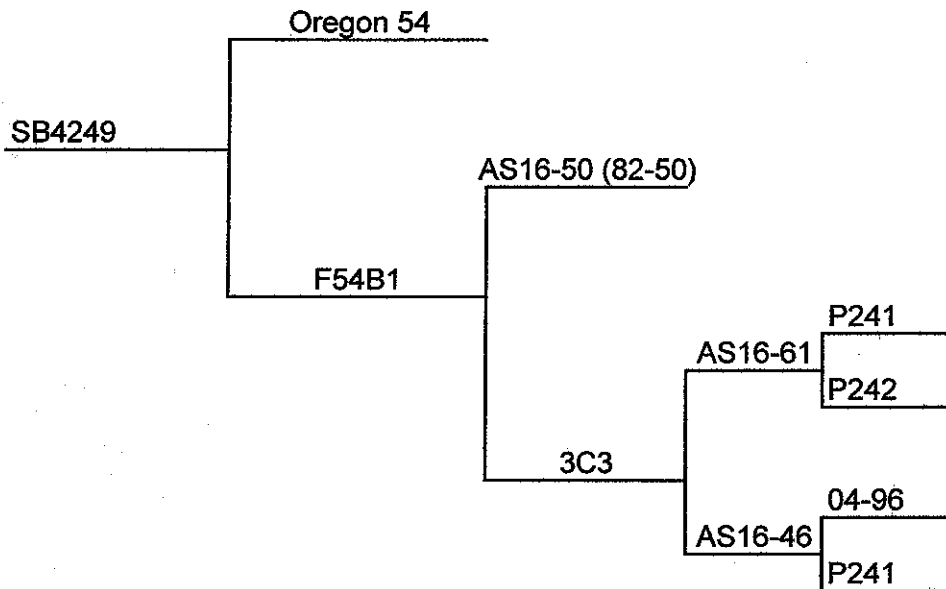 Oregon 54
SB4249
AS16-50 (82-50)
F54B1
P241
AS16-61
P242
3C3
04-96
AS16-46
P241